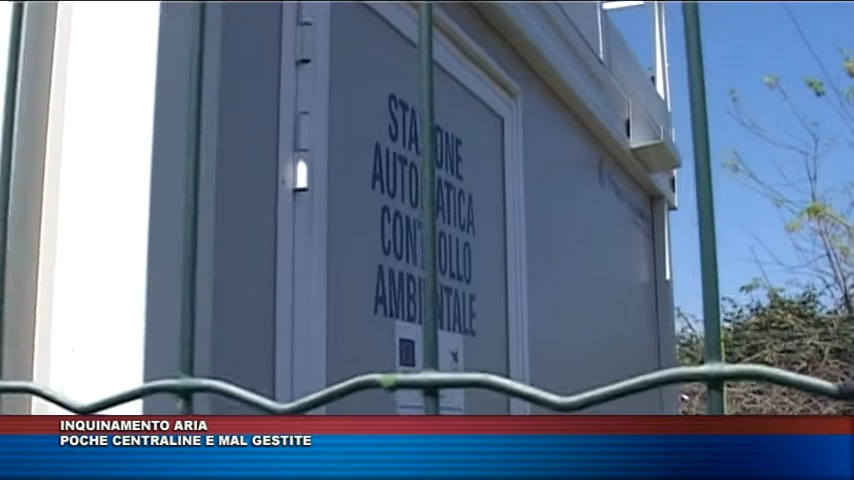 STAZIONE
AUTOMATICA
CONTROLLO
AMBIENTALE
INQUINAMENTO ARIA
POCHE CENTRALINE E MAL GESTITE